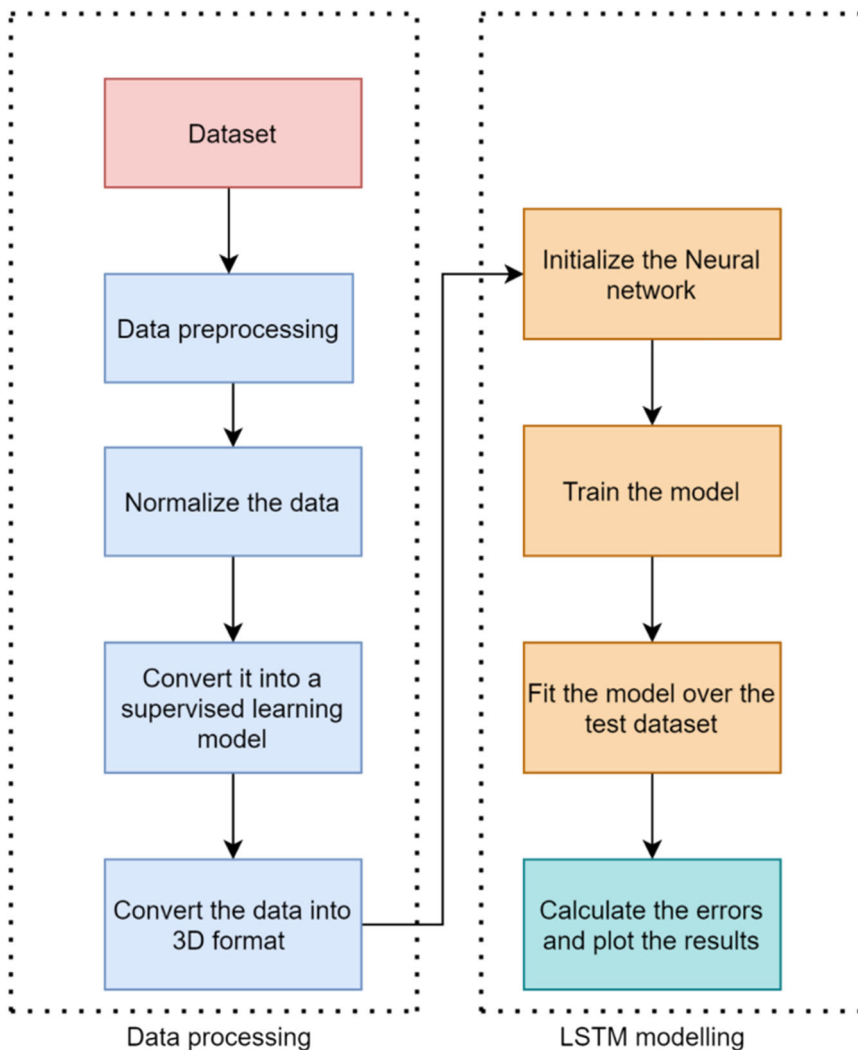 Dataset
Data preprocessing
Normalize the data
Convert it into a
supervised learning
model
Convert the data into
3D format
Data processing
Initialize the Neural
network
Train the model
Fit the model over the
test dataset
Calculate the errors
and plot the results
LSTM modelling